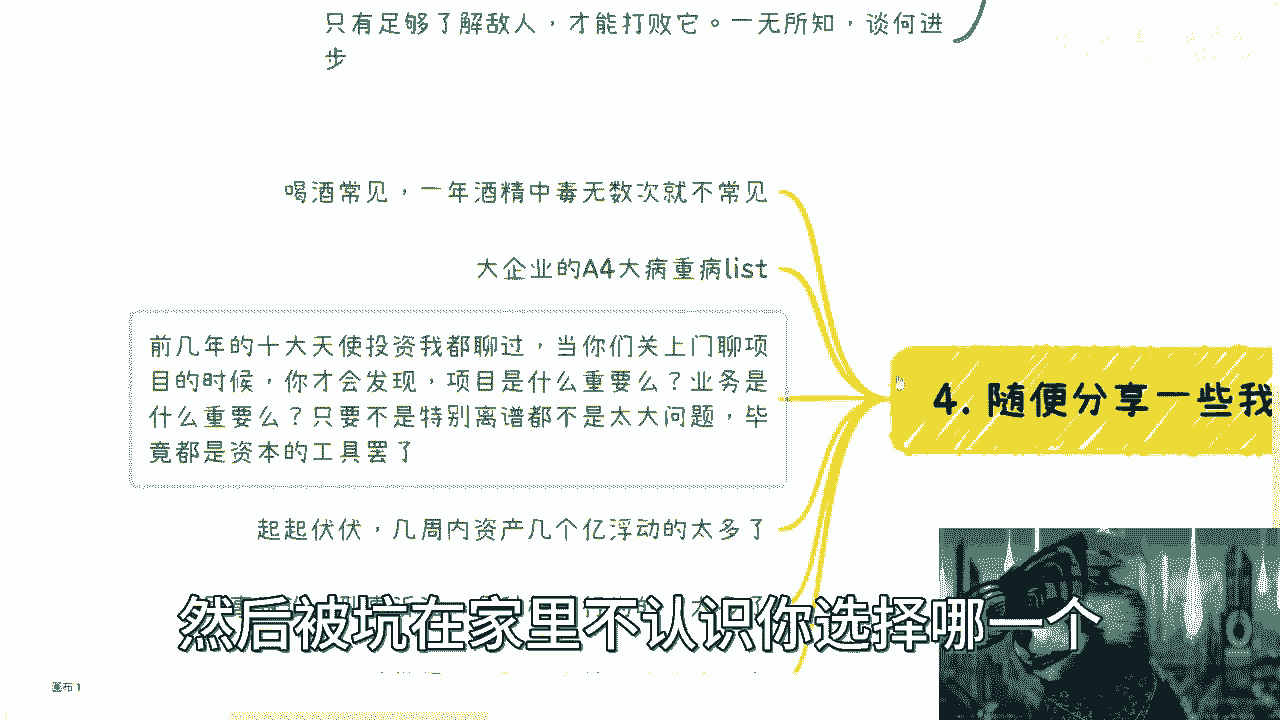 只有足够了解敌人，才能打败它。一无所知，谈何进
步
喝酒常见，一年酒精中毒无数次就不常见
大企业的A4大病重病list
前几年的十大天使投资我都聊过，当你们关上门聊项
目的时候，你才会发现，项目是什么重要么？业务是
什么重要么？只要不是特别离谱都不是太大问题，毕
竟都是资本的工具罢了
4. 随便分享一些我
起起伏伏，几周内资产几个亿浮动的太多了
然后被坑在家里不认识你选择哪一个
画布1